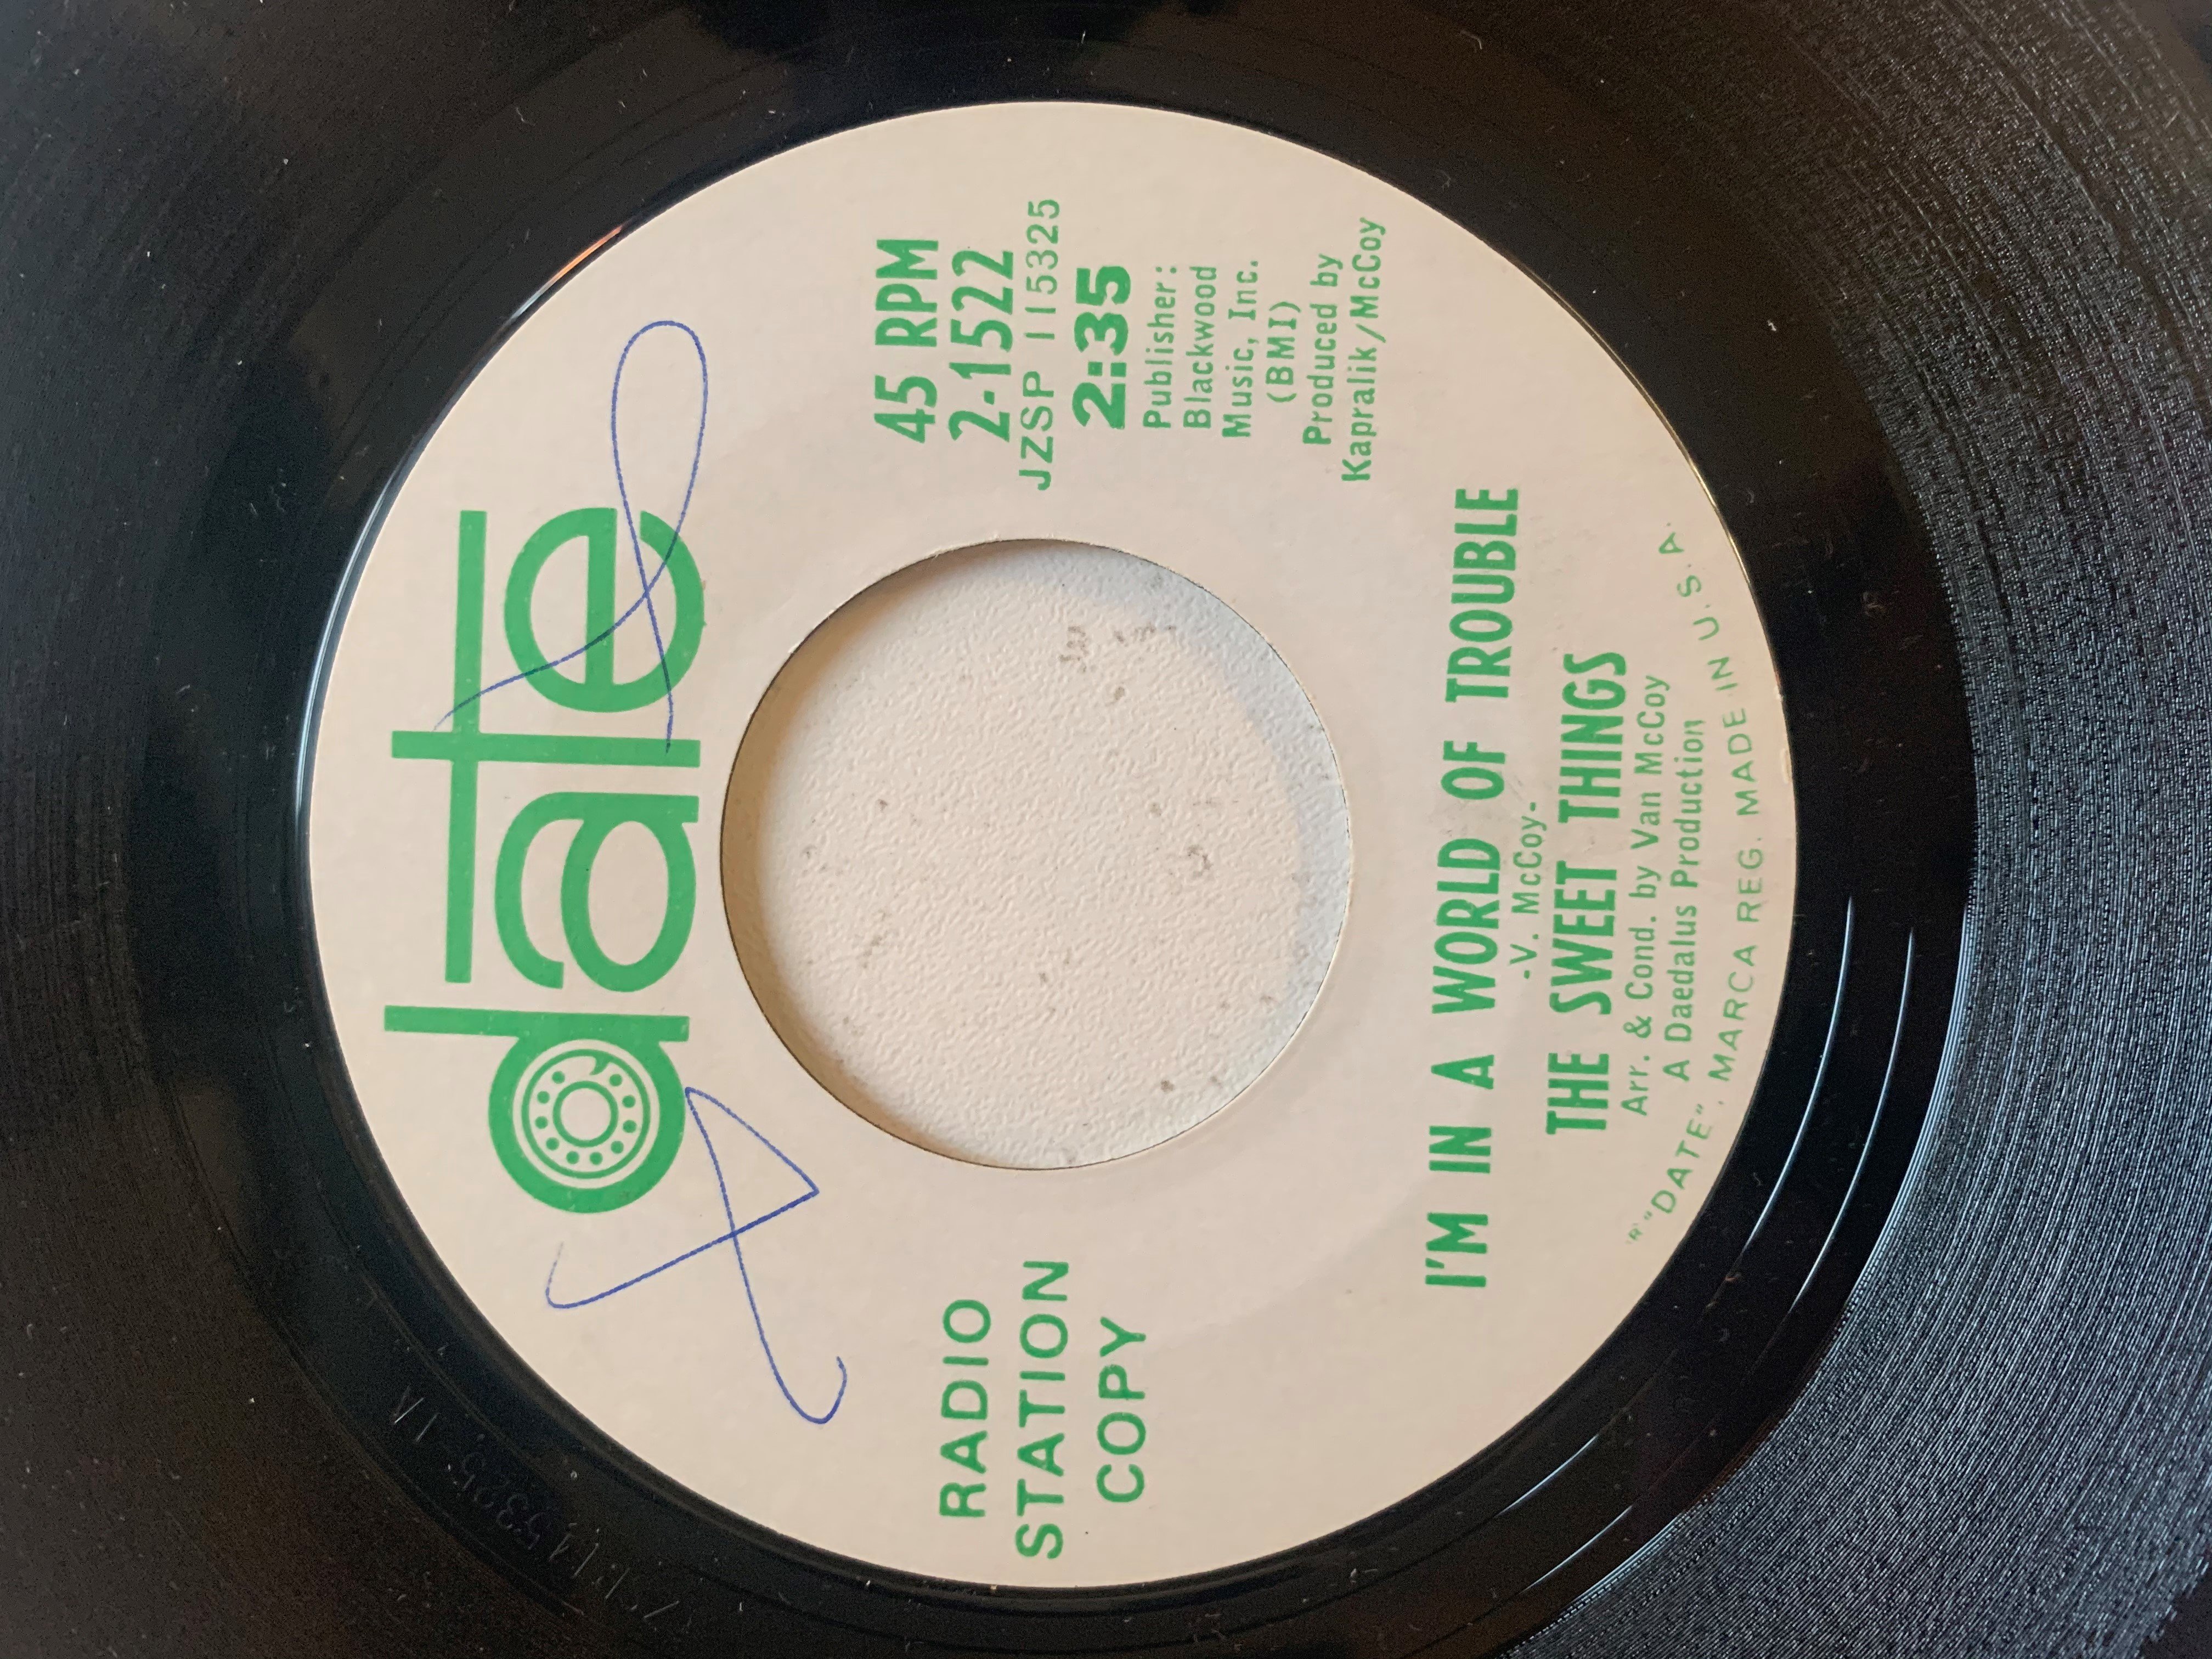 date
RADIO
STATION
COPY
45 RPM
2-1522
JZSP 115325
2:35
Publisher:
Blackwood
Music, Inc.
(BMI)
Produced by
Kapralik/McCoy
I'M IN A WORLD OF TROUBLE
-V. McCoy-
THE SWEET THINGS
Arr. & Cond. by Van McCoy
A Daedalus Production
"DATE", MARCA REG. MADE IN U.S.A.